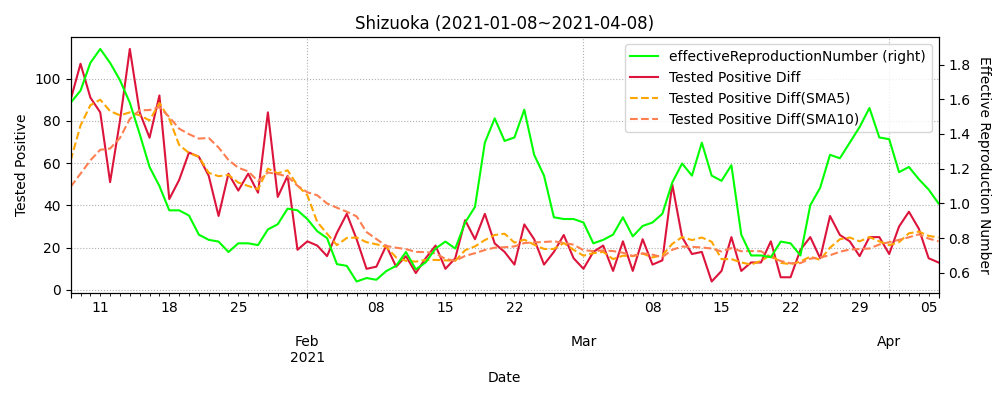 Shizuoka (2021-01-08~2021-04-08)
effectiveReproductionNumber (right)
Tested Positive Diff
Tested Positive Diff(SMA5)
Tested Positive Diff(SMA10)
Tested Positive
100
80
60
40
20
0
Effective Reproduction Number
1.8
1.6
1.4
1.2
1.0
0.8
0.6
11 18 25 08 15 22 08 15 22 29 05
Feb Mar Apr
2021
Date